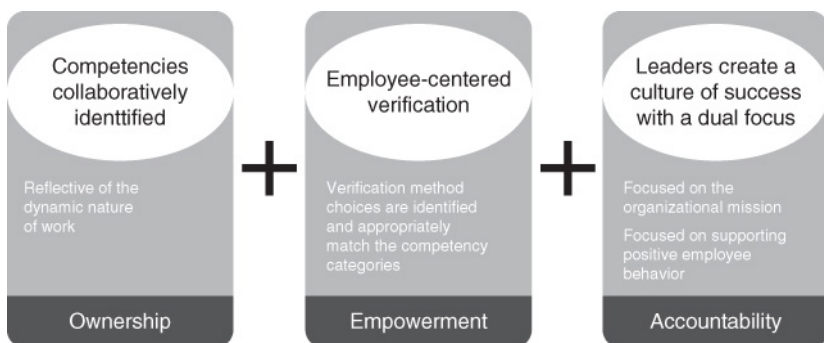 Competencies
collaboratively
identtified
Reflective of the
dynamic nature
of work
Ownership
+
Employee-centered
verification
Verification method
choices are identified
and appropriately
match the competency
categories
Empowerment
+
Leaders create a
culture of success
with a dual focus
Focused on the
organizational mission
Focused on supporting
positive employee
behavior
Accountability